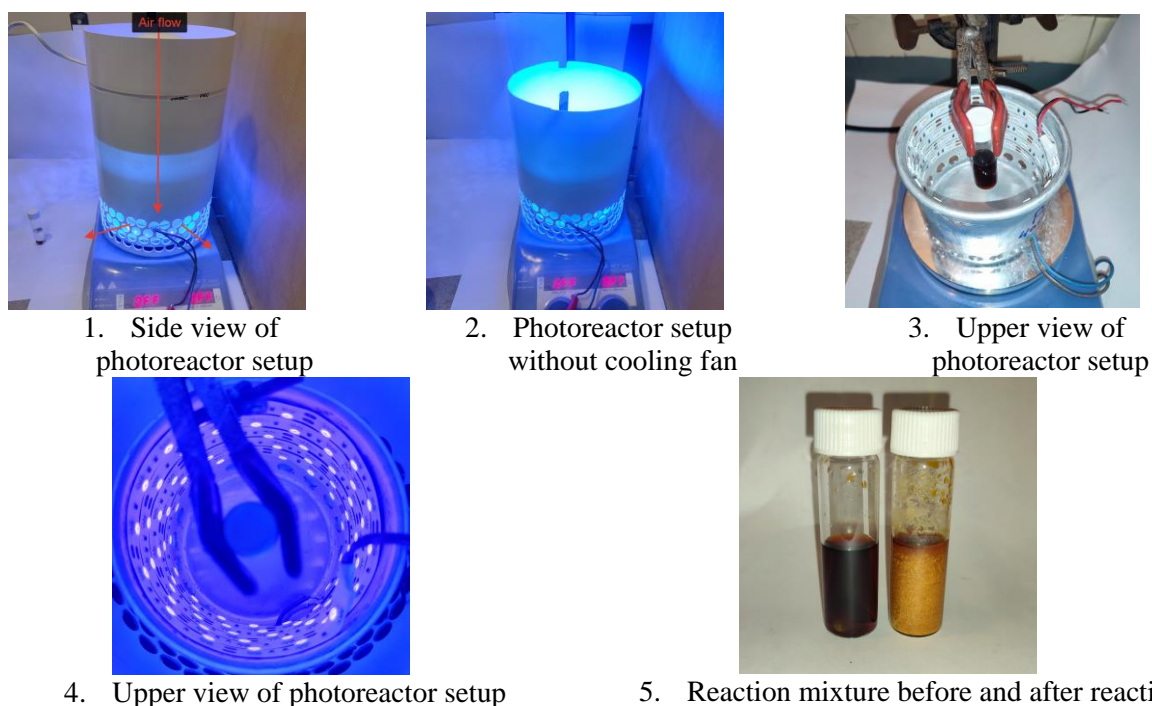 Air flow
1. Side view of
photoreactor setup
2. Photoreactor setup
without cooling fan
3. Upper view of
photoreactor setup
4. Upper view of photoreactor setup
5. Reaction mixture before and after reacti